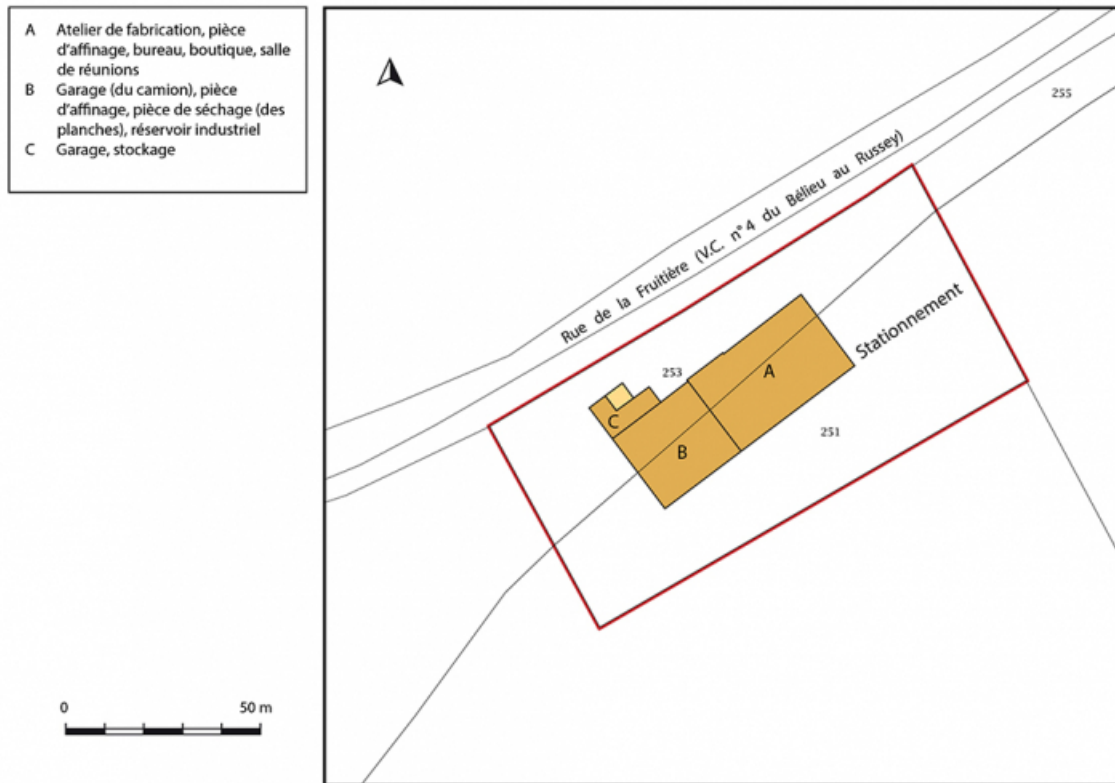 A Atelier de fabrication, pièce
d'affinage, bureau, boutique, salle
de réunions
B Garage (du camion), pièce
d'affinage, pièce de séchage (des
planches), réservoir industriel
C Garage, stockage
255
Rue de la Fruitière (V.C. n°4 du Bélieu au Russey)
Stationnement
253
A
C
B
251
0 50 m